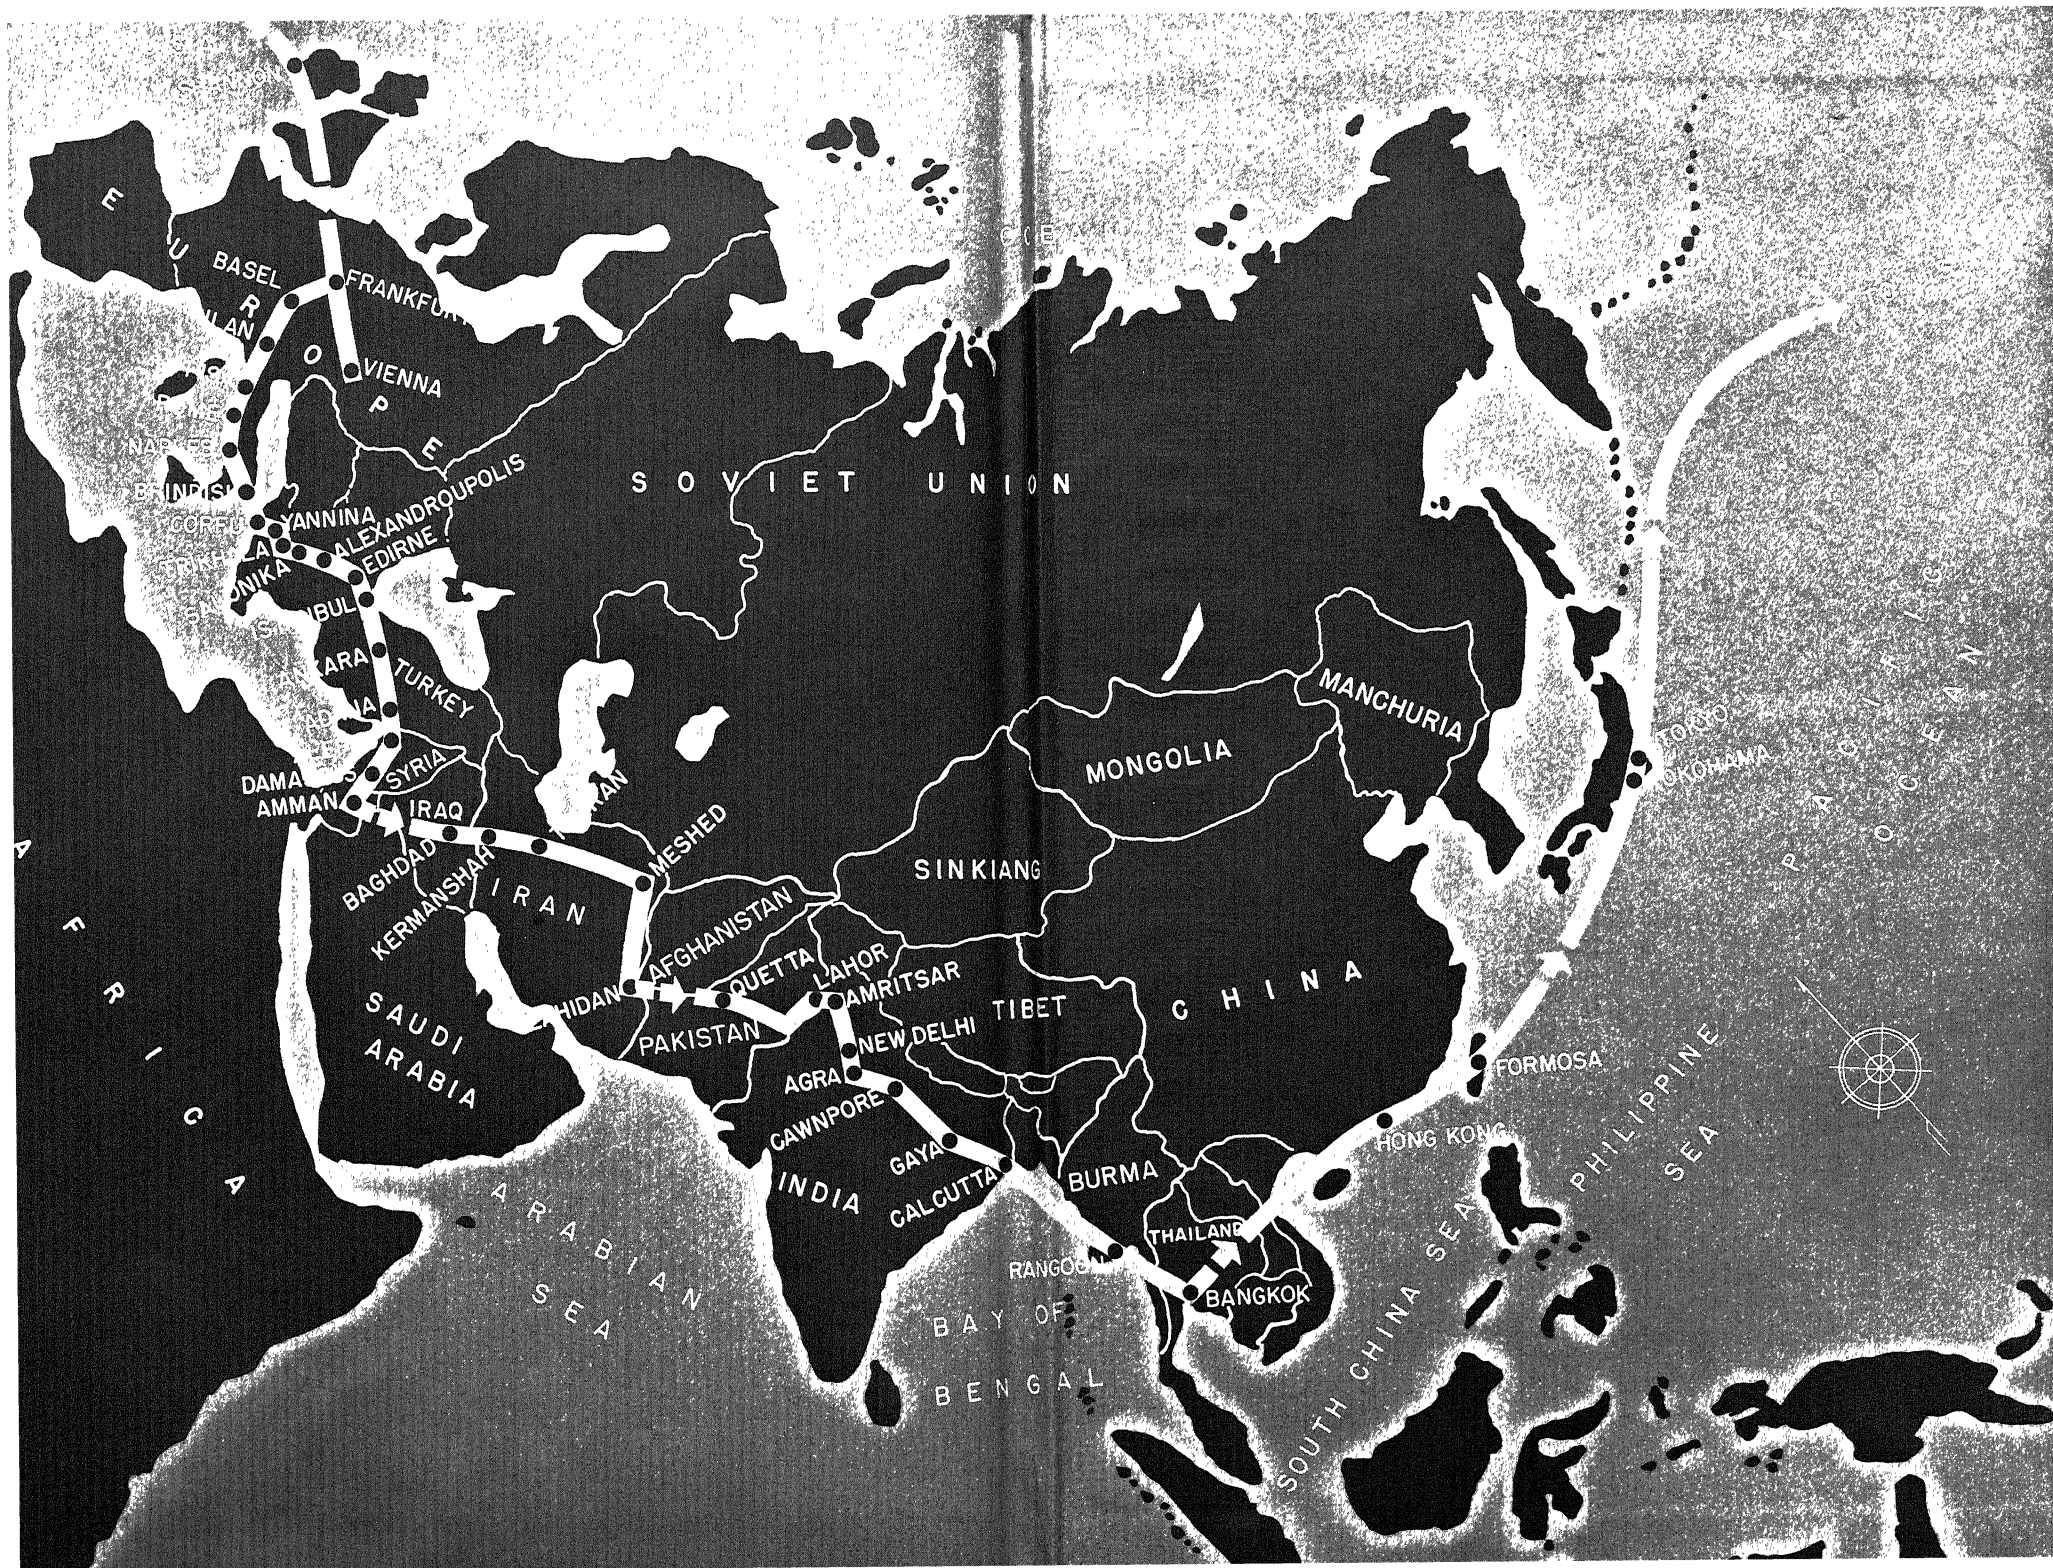 EUROPE
BASEL
FRANKFURT
VIENNA
NAPLES
BRINDISI
CORFU
YANNINA
ALEXANDROUPOLIS
EDIRNE
TRIKHALA
ANKARA
TURKEY
SYRIA
DAMASCUS
AMMAN
IRAQ
BAGHDAD
KERMANSHAH
IRAN
MESHED
AFGHANISTAN
QUETTA
LAHOR
AMRITSAR
PAKISTAN
NEW DELHI
AGRA
CAWNPORE
GAYA
CALCUTTA
INDIA
SAUDI
ARABIA
AFRICA
ARABIAN
SEA
SOVIET UNION
MONGOLIA
MANCHURIA
SINKIANG
TIBET
CHINA
BURMA
THAILAND
RANGOON
BANGKOK
BAY OF
BENGAL
SOUTH CHINA SEA
HONG KONG
FORMOSA
PHILIPPINE
SEA
TOKYO
YOKOHAMA
PACIFIC
OCEAN